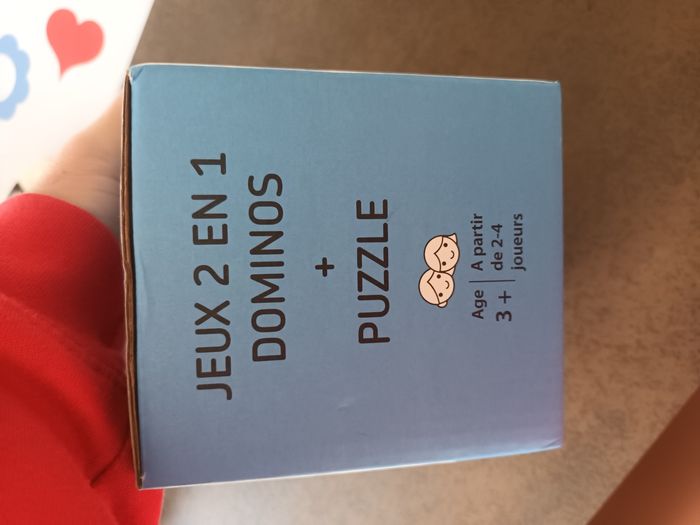 JEUX 2 EN 1
DOMINOS
+
PUZZLE
Age
3 +
A partir
de 2-4
joueurs